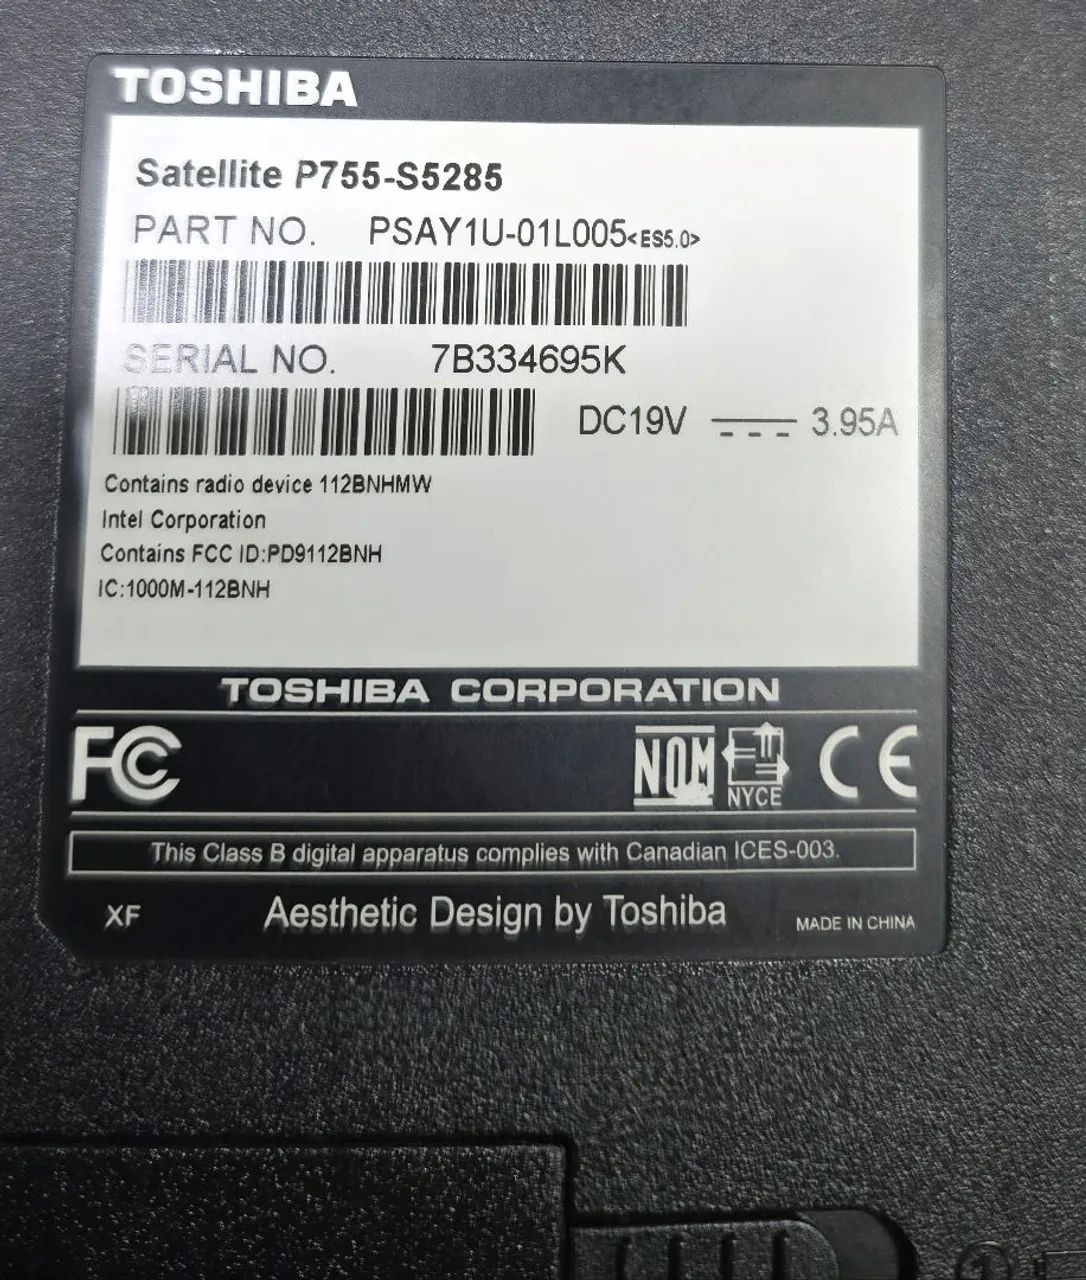 TOSHIBA
Satellite P755-S5285
PART NO. PSAY1U-01L005<ES5.0>
SERIAL NO. 7B334695K
DC19V 3.95A
Contains radio device 112BNHMW
Intel Corporation
Contains FCC ID:PD9112BNH
IC:1000M-112BNH
TOSHIBA CORPORATION
FC NOM NYCE CE
This Class B digital apparatus complies with Canadian ICES-003.
XF Aesthetic Design by Toshiba MADE IN CHINA